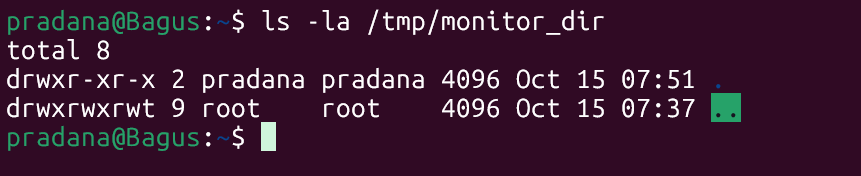 pradana@Bagus:~$ ls -la /tmp/monitor_dir
total 8
drwxr-xr-x 2 pradana pradana 4096 Oct 15 07:51 .
drwxrwxrwt 9 root    root    4096 Oct 15 07:37 ..
pradana@Bagus:~$